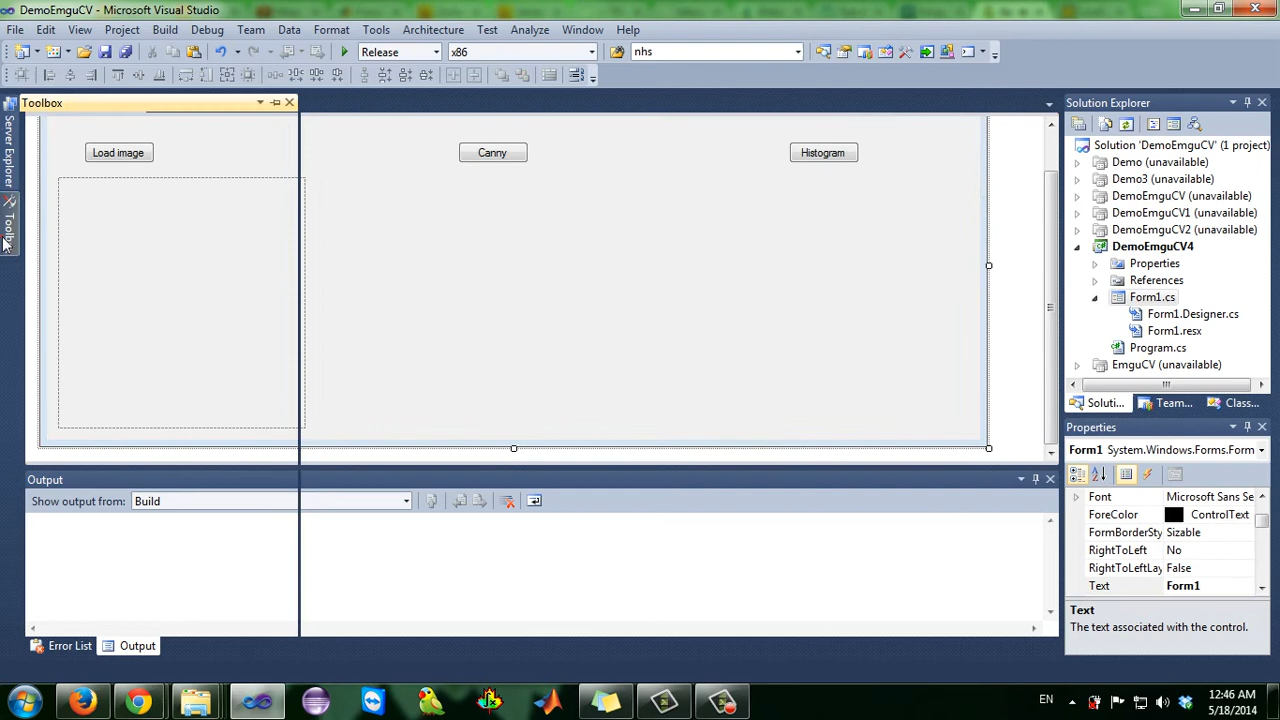 DemoEmguCV - Microsoft Visual Studio
File Edit View Project Build Debug Team Data Format Tools Architecture Test Analyze Window Help
Release x86 nhs
Toolbox
Server Explorer
Load image Canny Histogram
Solution Explorer
Solution 'DemoEmguCV' (1 project)
Demo (unavailable)
Demo3 (unavailable)
DemoEmguCV (unavailable)
DemoEmguCV1 (unavailable)
DemoEmguCV2 (unavailable)
DemoEmguCV4
Properties
References
Form1.cs
Form1.Designer.cs
Form1.resx
Program.cs
EmguCV (unavailable)
Soluti... Team... Class...
Properties
Form1 System.Windows.Forms.Form
Font Microsoft Sans Se
ForeColor ControlText
FormBorderSty Sizable
RightToLeft No
RightToLeftLay False
Text Form1
Text
The text associated with the control.
Output
Show output from: Build
Error List Output
EN
12:46 AM
5/18/2014